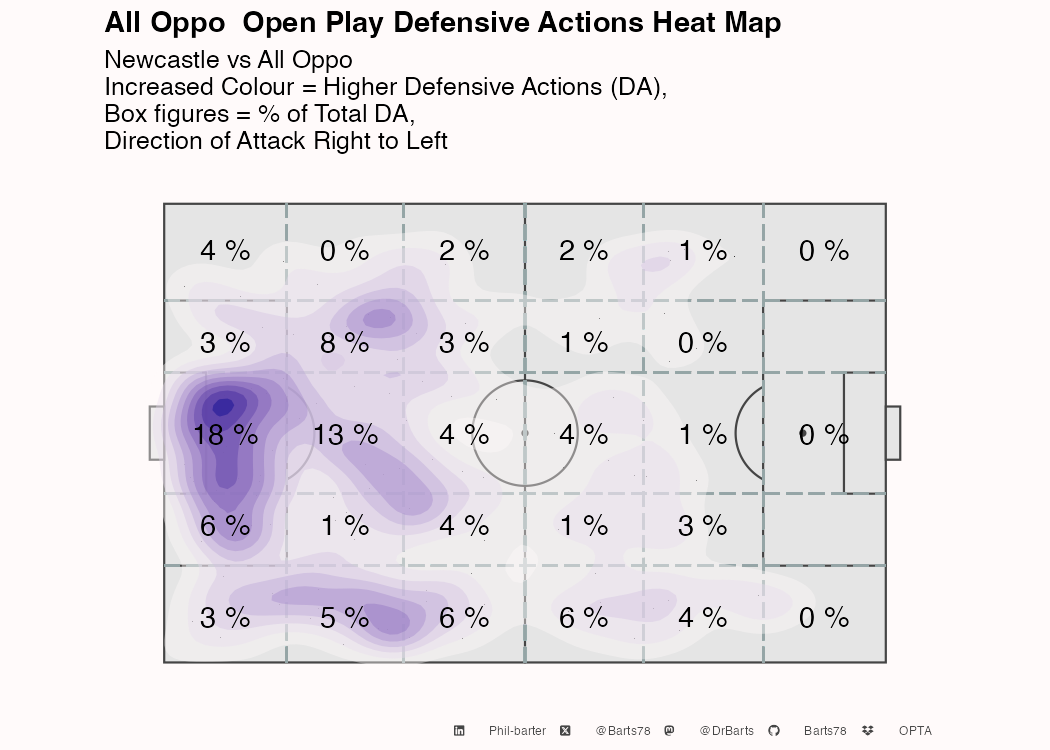 All Oppo  Open Play Defensive Actions Heat Map
Newcastle vs All Oppo
Increased Colour = Higher Defensive Actions (DA),
Box figures = % of Total DA,
Direction of Attack Right to Left
4 % 0 % 2 % 2 % 1 % 0 %
3 % 8 % 3 % 1 % 0 %
18 % 13 % 4 % 4 % 1 % 0 %
6 % 1 % 4 % 1 % 3 %
3 % 5 % 6 % 6 % 4 % 0 %
Phil-barter @Barts78 @DrBarts Barts78 OPTA